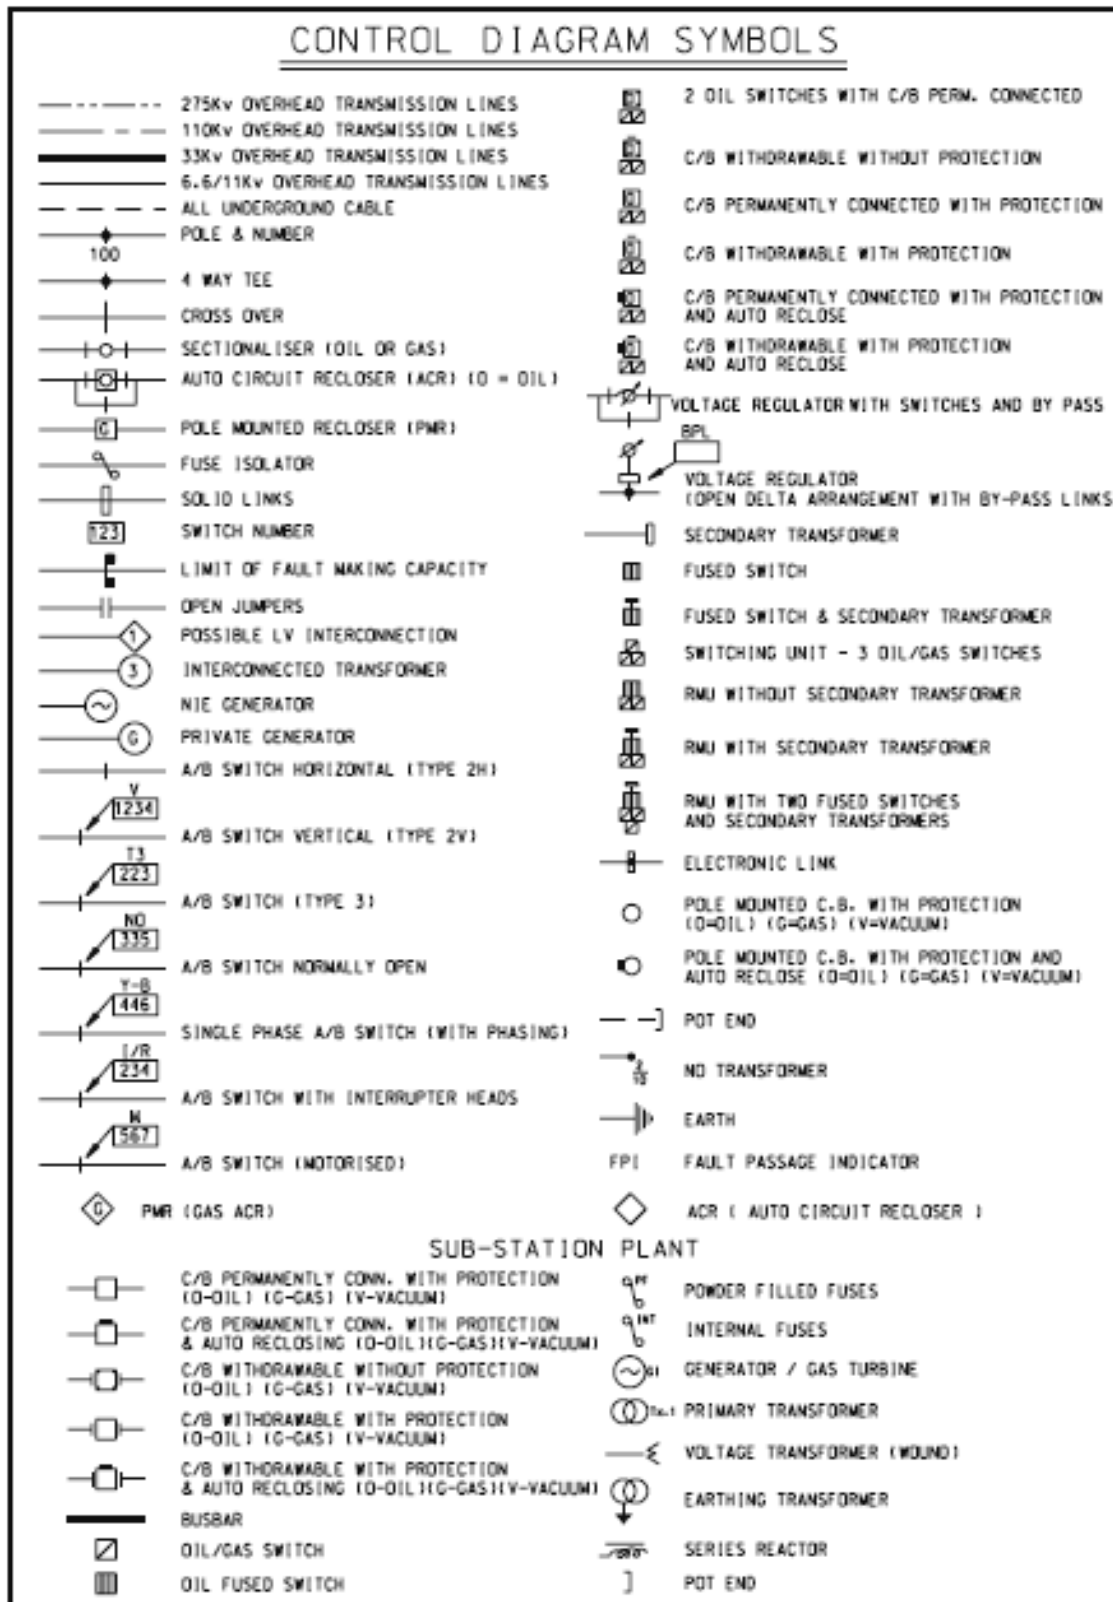 CONTROL DIAGRAM SYMBOLS
275Kv OVERHEAD TRANSMISSION LINES
110Kv OVERHEAD TRANSMISSION LINES
33Kv OVERHEAD TRANSMISSION LINES
6.6/11Kv OVERHEAD TRANSMISSION LINES
ALL UNDERGROUND CABLE
POLE & NUMBER
100
4 WAY TEE
CROSS OVER
SECTIONALISER (OIL OR GAS)
AUTO CIRCUIT RECLOSER (ACR) (O = OIL)
G POLE MOUNTED RECLOSER (PMR)
FUSE ISOLATOR
SOLID LINKS
123 SWITCH NUMBER
LIMIT OF FAULT MAKING CAPACITY
OPEN JUMPERS
1 POSSIBLE LV INTERCONNECTION
3 INTERCONNECTED TRANSFORMER
NIE GENERATOR
G PRIVATE GENERATOR
A/B SWITCH HORIZONTAL (TYPE 2H)
V
1234
A/B SWITCH VERTICAL (TYPE 2V)
T3
223
A/B SWITCH (TYPE 3)
NO
335
A/B SWITCH NORMALLY OPEN
Y-B
446
SINGLE PHASE A/B SWITCH (WITH PHASING)
I/R
234
A/B SWITCH WITH INTERRUPTER HEADS
M
567
A/B SWITCH (MOTORISED)
G PMR (GAS ACR)
2 OIL SWITCHES WITH C/B PERM. CONNECTED
C/B WITHDRAWABLE WITHOUT PROTECTION
C/B PERMANENTLY CONNECTED WITH PROTECTION
C/B WITHDRAWABLE WITH PROTECTION
C/B PERMANENTLY CONNECTED WITH PROTECTION
AND AUTO RECLOSE
C/B WITHDRAWABLE WITH PROTECTION
AND AUTO RECLOSE
VOLTAGE REGULATOR WITH SWITCHES AND BY PASS
BPL
VOLTAGE REGULATOR
(OPEN DELTA ARRANGEMENT WITH BY-PASS LINKS
SECONDARY TRANSFORMER
FUSED SWITCH
FUSED SWITCH & SECONDARY TRANSFORMER
SWITCHING UNIT - 3 OIL/GAS SWITCHES
RMU WITHOUT SECONDARY TRANSFORMER
RMU WITH SECONDARY TRANSFORMER
RMU WITH TWO FUSED SWITCHES
AND SECONDARY TRANSFORMERS
ELECTRONIC LINK
POLE MOUNTED C.B. WITH PROTECTION
(O=OIL) (G=GAS) (V=VACUUM)
POLE MOUNTED C.B. WITH PROTECTION AND
AUTO RECLOSE (O=OIL) (G=GAS) (V=VACUUM)
POT END
NO TRANSFORMER
EARTH
FPI FAULT PASSAGE INDICATOR
ACR ( AUTO CIRCUIT RECLOSER )
SUB-STATION PLANT
C/B PERMANENTLY CONN. WITH PROTECTION
(O-OIL) (G-GAS) (V-VACUUM)
C/B PERMANENTLY CONN. WITH PROTECTION
& AUTO RECLOSING (O-OIL)(G-GAS)(V-VACUUM)
C/B WITHDRAWABLE WITHOUT PROTECTION
(O-OIL) (G-GAS) (V-VACUUM)
C/B WITHDRAWABLE WITH PROTECTION
(O-OIL) (G-GAS) (V-VACUUM)
C/B WITHDRAWABLE WITH PROTECTION
& AUTO RECLOSING (O-OIL)(G-GAS)(V-VACUUM)
BUSBAR
OIL/GAS SWITCH
OIL FUSED SWITCH
PF POWDER FILLED FUSES
INT INTERNAL FUSES
G1 GENERATOR / GAS TURBINE
PRIMARY TRANSFORMER
VOLTAGE TRANSFORMER (WOUND)
EARTHING TRANSFORMER
SERIES REACTOR
POT END